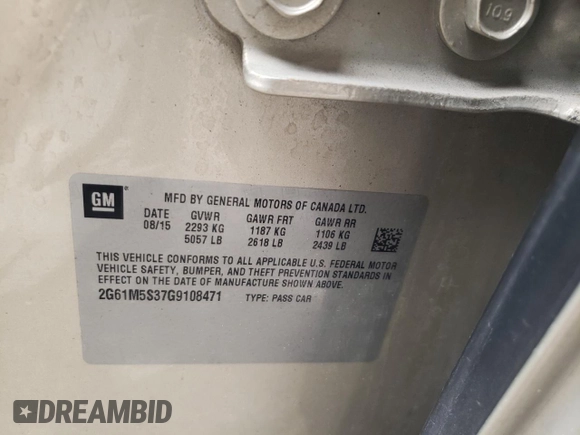 109
GM
MFD BY GENERAL MOTORS OF CANADA LTD.
DATE GVWR GAWR FRT GAWR RR
08/15 2293 KG 1187 KG 1106 KG
5057 LB 2618 LB 2439 LB
THIS VEHICLE CONFORMS TO ALL APPLICABLE U.S. FEDERAL MOTOR
VEHICLE SAFETY, BUMPER, AND THEFT PREVENTION STANDARDS IN
EFFECT ON THE DATE OF MANUFACTURE SHOWN ABOVE.
2G61M5S37G9108471 TYPE: PASS CAR
DREAMBID